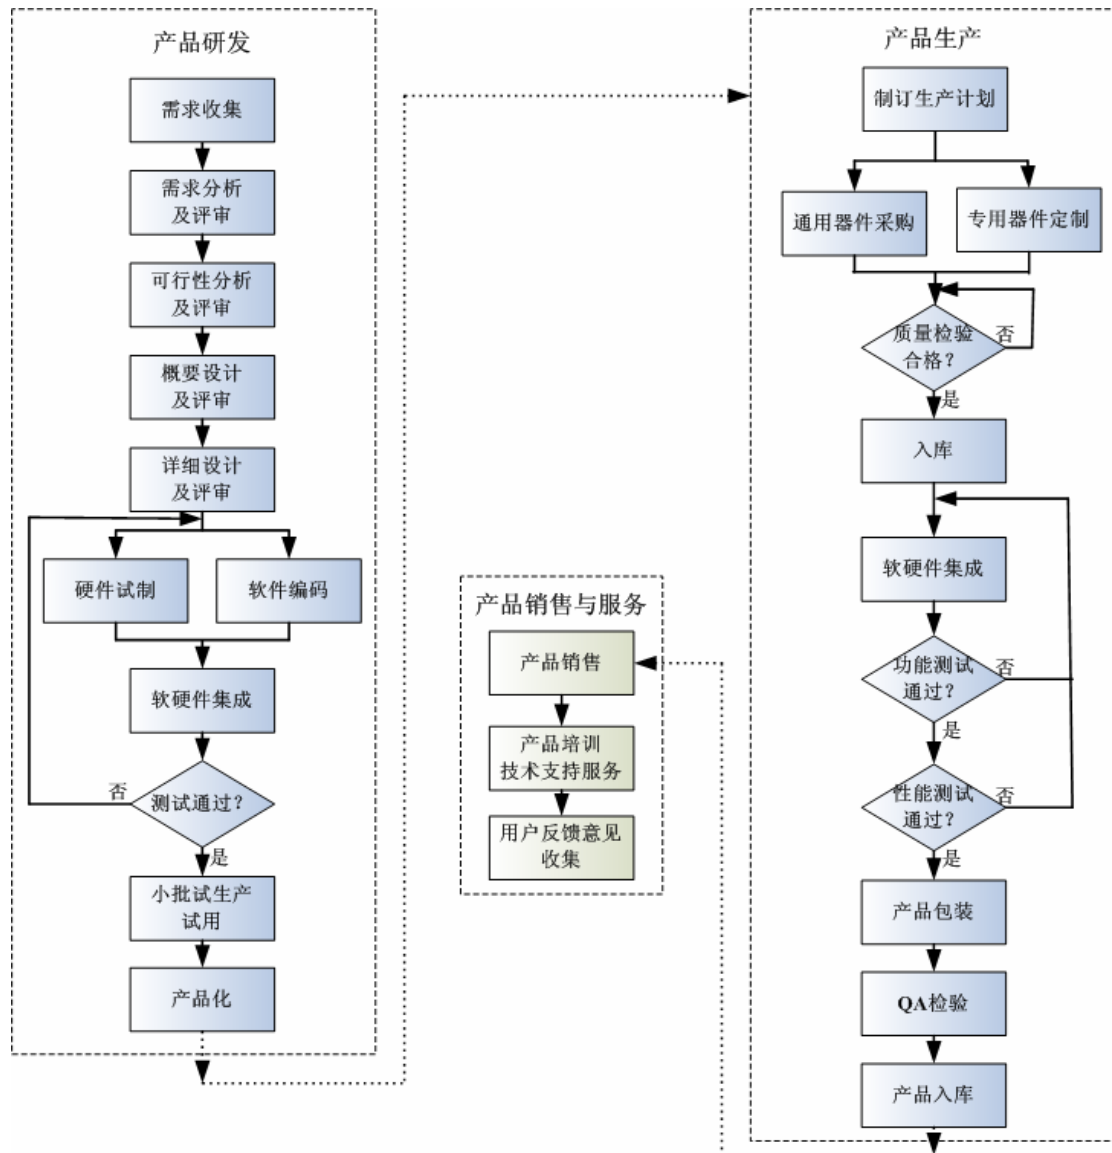 产品研发
需求收集
需求分析
及评审
可行性分析
及评审
概要设计
及评审
详细设计
及评审
硬件试制
软件编码
软硬件集成
测试通过?
否
是
小批试生产
试用
产品化
产品销售与服务
产品销售
产品培训
技术支持服务
用户反馈意见
收集
产品生产
制订生产计划
通用器件采购
专用器件定制
质量检验
合格?
否
是
入库
软硬件集成
功能测试
通过?
否
是
性能测试
通过?
否
是
产品包装
QA检验
产品入库